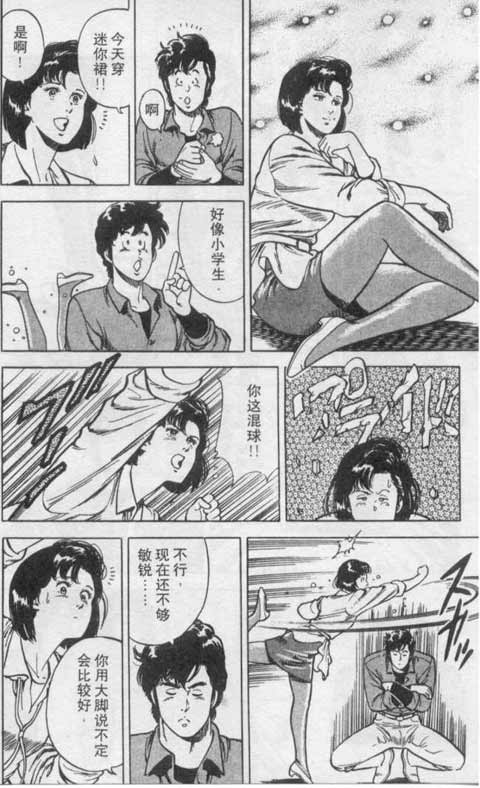 啊
今天穿
迷你裙!!
是啊！
好像小学生．
你这混球!!
不行，
现在还不够
敏锐……
你用大脚说不定
会比较好．